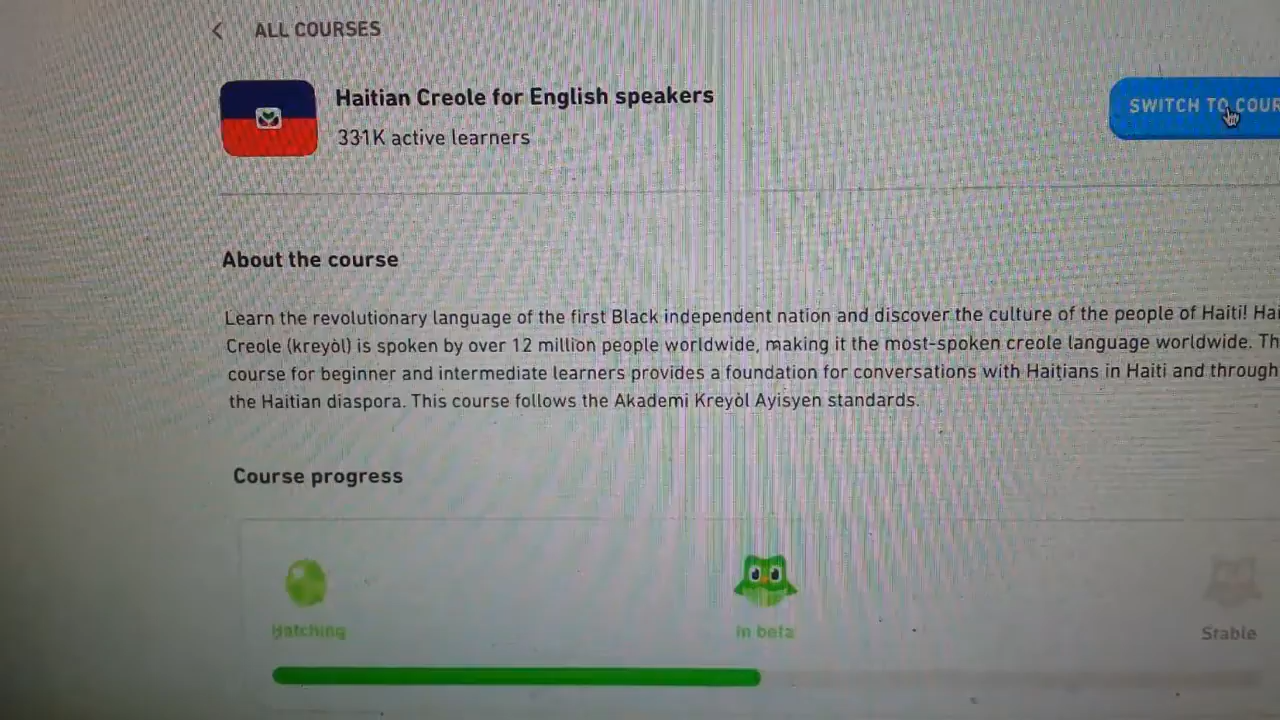 ALL COURSES
Haitian Creole for English speakers
331K active learners
SWITCH TO COUR
About the course
Learn the revolutionary language of the first Black independent nation and discover the culture of the people of Haiti! Hai
Creole (kreyòl) is spoken by over 12 million people worldwide, making it the most-spoken creole language worldwide. Th
course for beginner and intermediate learners provides a foundation for conversations with Haitians in Haiti and through
the Haitian diaspora. This course follows the Akademi Kreyòl Ayisyen standards.
Course progress
Hatching
In beta
Stable